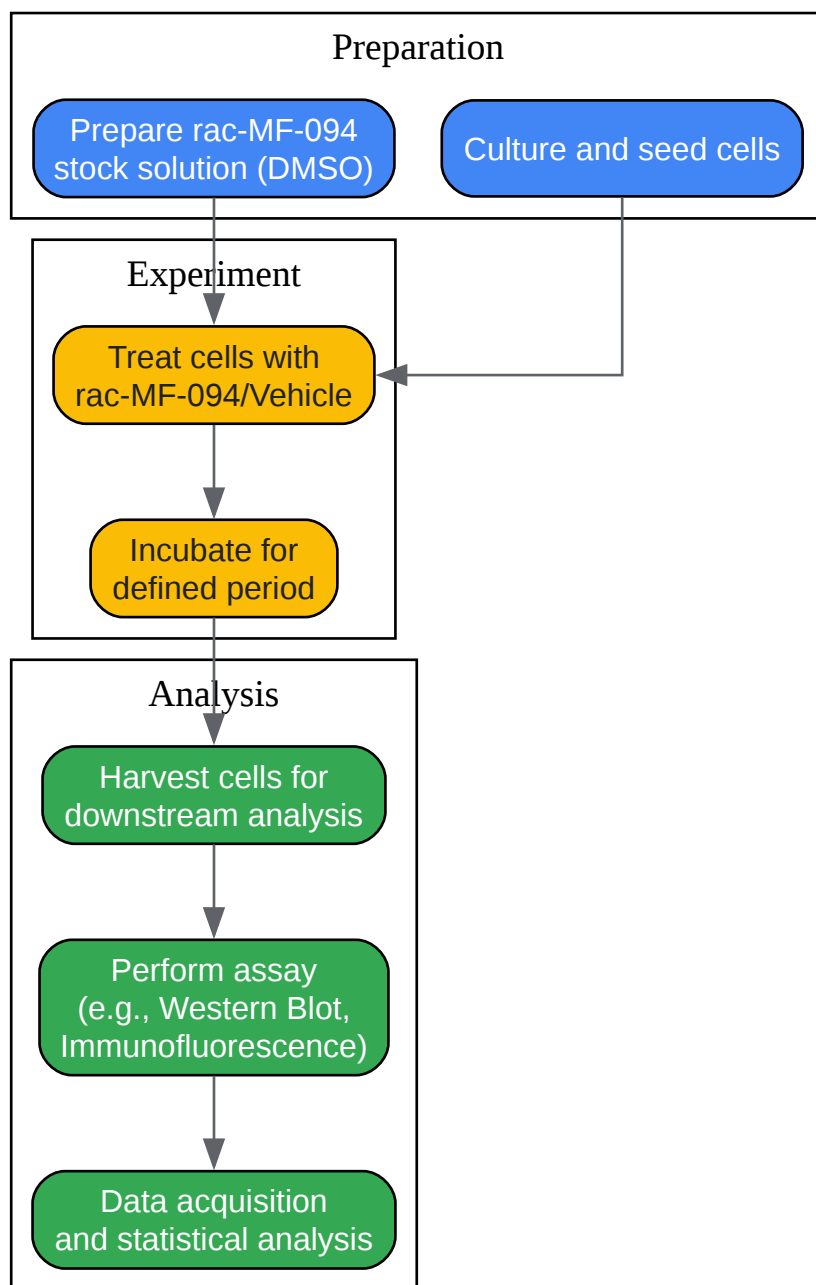 Preparation
Prepare rac-MF-094
stock solution (DMSO)
Culture and seed cells
Experiment
Treat cells with
rac-MF-094/Vehicle
Incubate for
defined period
Analysis
Harvest cells for
downstream analysis
Perform assay
(e.g., Western Blot,
Immunofluorescence)
Data acquisition
and statistical analysis